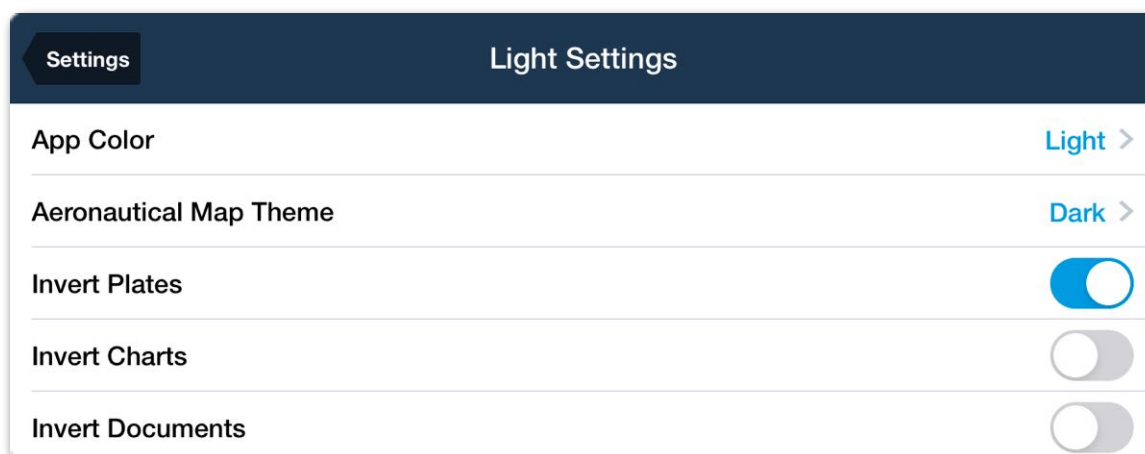 Settings
Light Settings
App Color
Light >
Aeronautical Map Theme
Dark >
Invert Plates
Invert Charts
Invert Documents